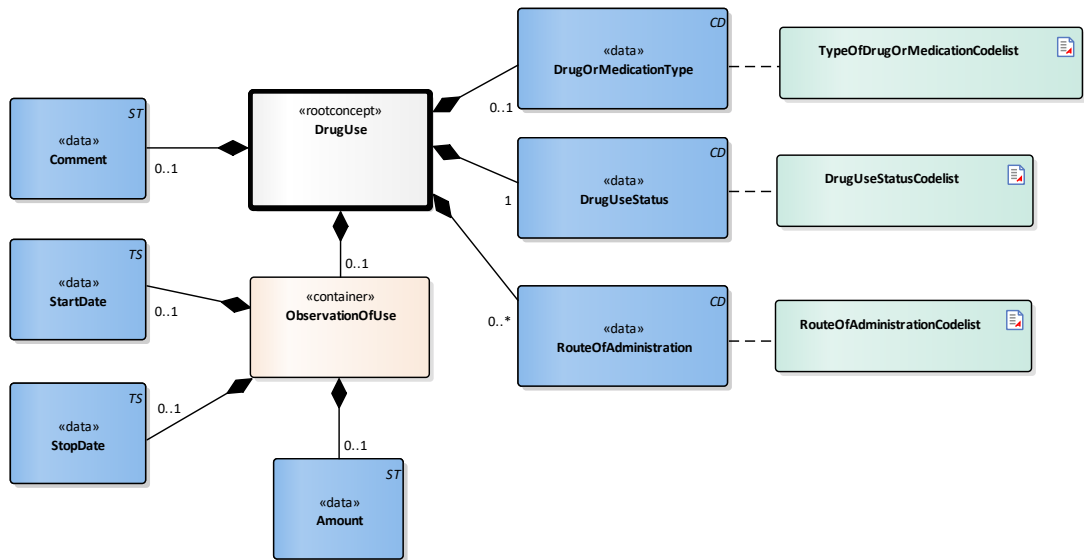 CD
«data»
DrugOrMedicationType
0..1
TypeOfDrugOrMedicationCodelist
ST
«data»
Comment
0..1
«rootconcept»
DrugUse
CD
«data»
DrugUseStatus
1
DrugUseStatusCodelist
TS
«data»
StartDate
0..1
0..1
«container»
ObservationOfUse
0..*
CD
«data»
RouteOfAdministration
RouteOfAdministrationCodelist
TS
«data»
StopDate
0..1
0..1
ST
«data»
Amount